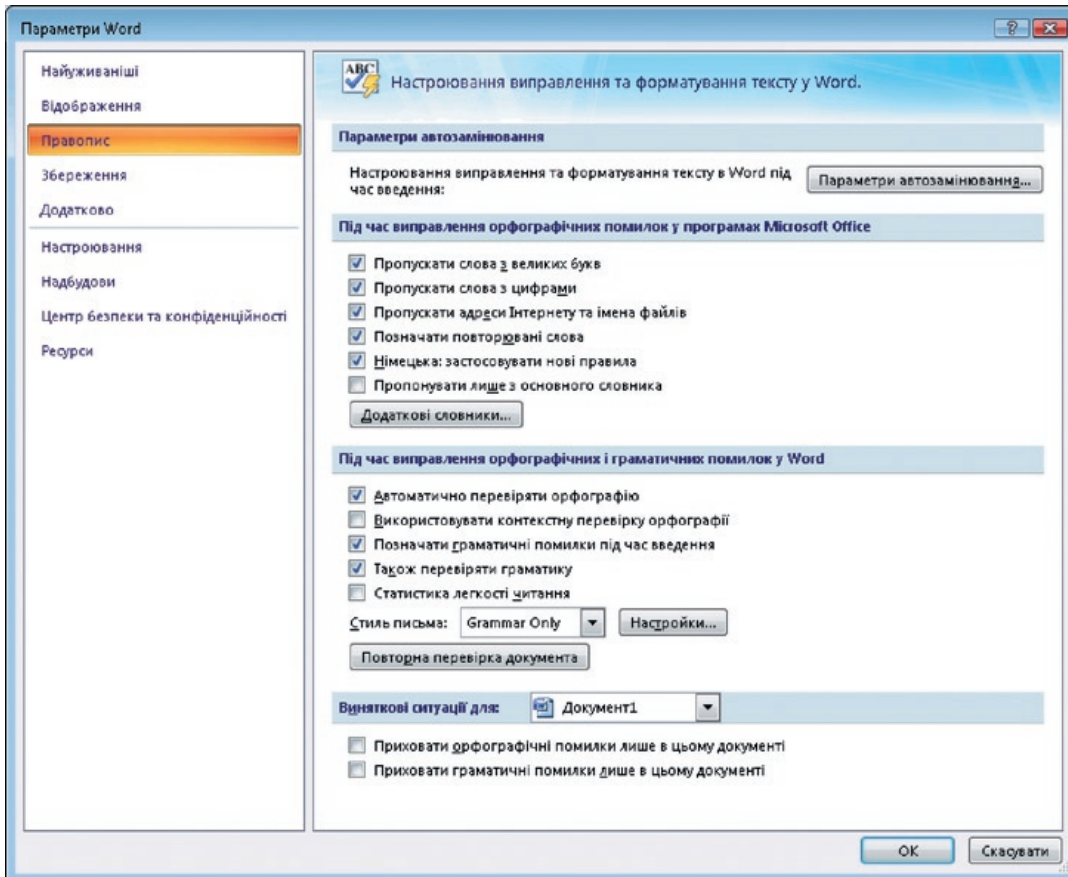 Параметри Word
Найуживаніші
Відображення
Правопис
Збереження
Додатково
Настроювання
Надбудови
Центр безпеки та конфіденційності
Ресурси
ABC
Настроювання виправлення та форматування тексту у Word.
Параметри автозамінювання
Настроювання виправлення та форматування тексту в Word під
час введення:
Параметри автозамінювання...
Під час виправлення орфографічних помилок у програмах Microsoft Office
Пропускати слова з великих букв
Пропускати слова з цифрами
Пропускати адреси Інтернету та імена файлів
Позначати повторювані слова
Німецька: застосовувати нові правила
Пропонувати лише з основного словника
Додаткові словники...
Під час виправлення орфографічних і граматичних помилок у Word
Автоматично перевіряти орфографію
Використовувати контекстну перевірку орфографії
Позначати граматичні помилки під час введення
Також перевіряти граматику
Статистика легкості читання
Стиль письма: Grammar Only Настройки...
Повторна перевірка документа
Виняткові ситуації для: Документ1
Приховати орфографічні помилки лише в цьому документі
Приховати граматичні помилки лише в цьому документі
OK Скасувати